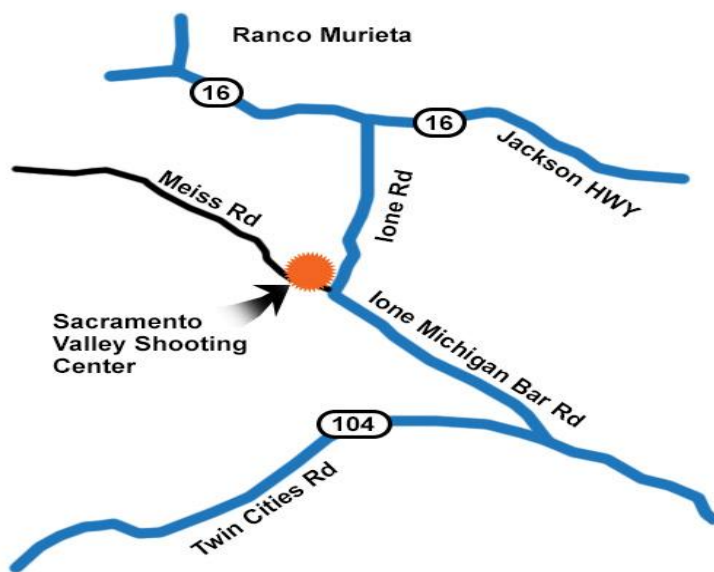 Ranco Murieta
16
16
Jackson HWY
Meiss Rd
Ione Rd
Sacramento
Valley Shooting
Center
Ione Michigan Bar Rd
104
Twin Cities Rd